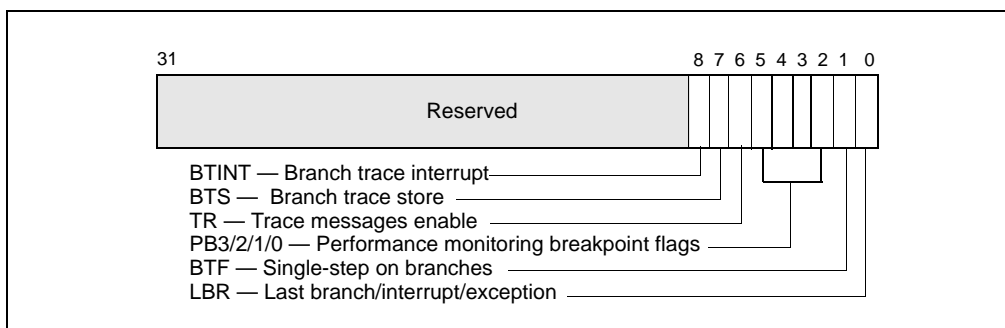 31 8 7 6 5 4 3 2 1 0
Reserved
BTINT — Branch trace interrupt
BTS — Branch trace store
TR — Trace messages enable
PB3/2/1/0 — Performance monitoring breakpoint flags
BTF — Single-step on branches
LBR — Last branch/interrupt/exception